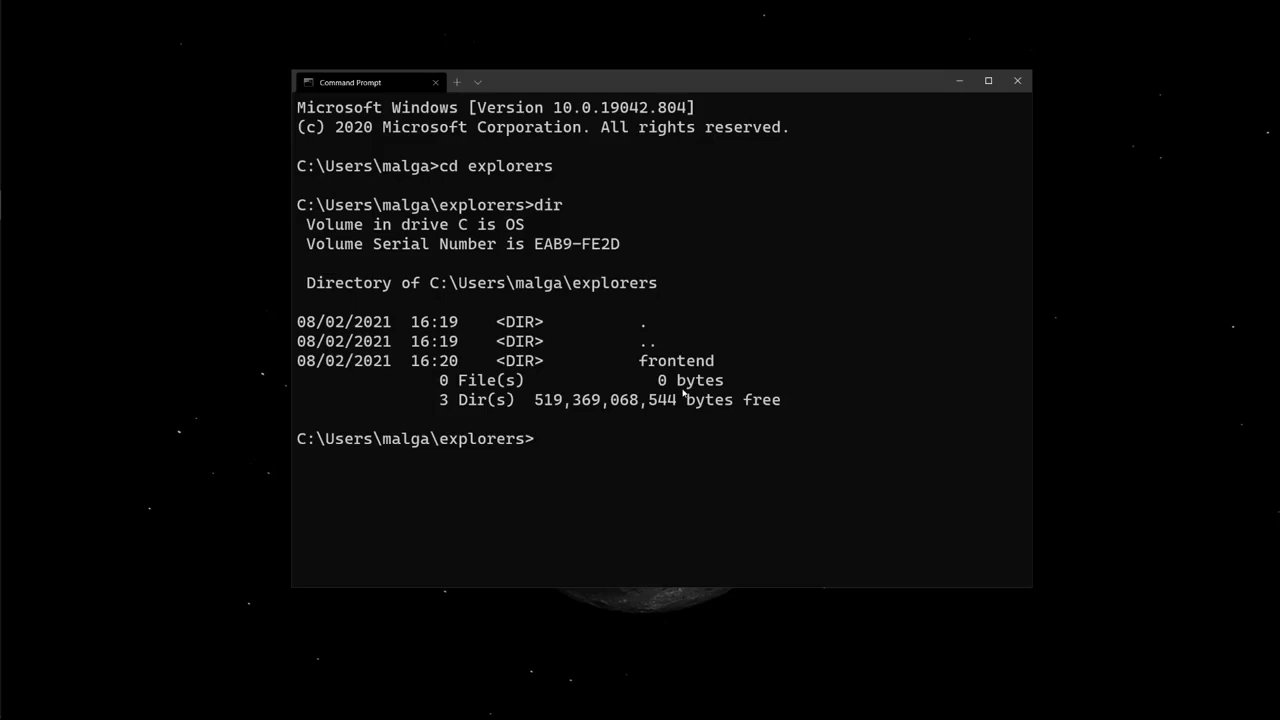 Command Prompt
Microsoft Windows [Version 10.0.19042.804]
(c) 2020 Microsoft Corporation. All rights reserved.
C:\Users\malga>cd explorers
C:\Users\malga\explorers>dir
Volume in drive C is OS
Volume Serial Number is EAB9-FE2D
Directory of C:\Users\malga\explorers
08/02/2021  16:19    <DIR>          .
08/02/2021  16:19    <DIR>          ..
08/02/2021  16:20    <DIR>          frontend
0 File(s)              0 bytes
3 Dir(s)  519,369,068,544 bytes free
C:\Users\malga\explorers>